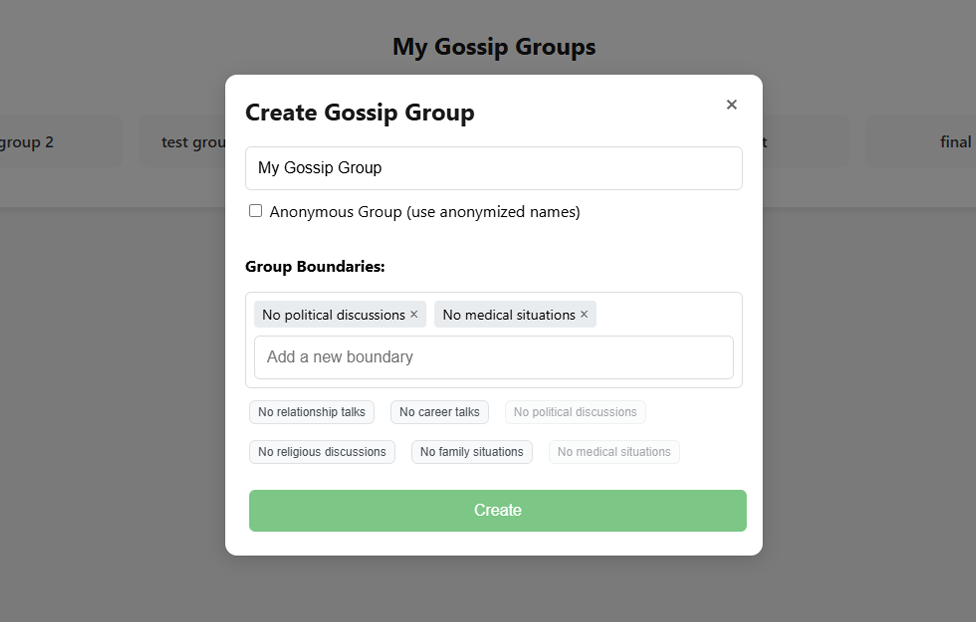 My Gossip Groups
Create Gossip Group ×
group 2 test grou t final
My Gossip Group
Anonymous Group (use anonymized names)
Group Boundaries:
No political discussions × No medical situations ×
Add a new boundary
No relationship talks No career talks No political discussions
No religious discussions No family situations No medical situations
Create